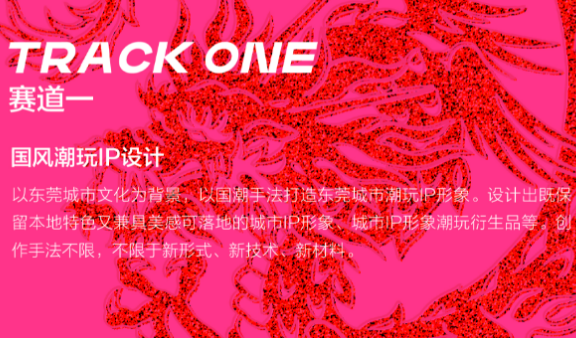 TRACK ONE
赛道一
国风潮玩IP设计
以东莞城市文化为背景，以国潮手法打造东莞城市潮玩IP形象。设计出既保
留本地特色又兼具美感可落地的城市IP形象、城市IP形象潮玩衍生品等。创
作手法不限，不限于新形式、新技术、新材料。